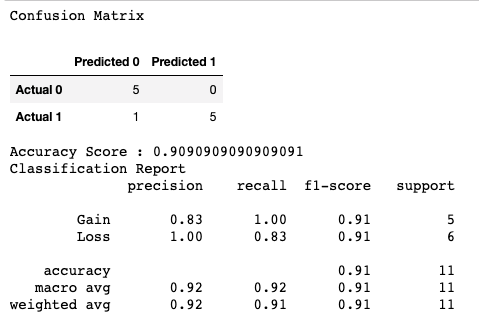 Confusion Matrix
Predicted 0 Predicted 1
Actual 0 5 0
Actual 1 1 5
Accuracy Score : 0.9090909090909091
Classification Report
precision recall f1-score support
Gain 0.83 1.00 0.91 5
Loss 1.00 0.83 0.91 6
accuracy 0.91 11
macro avg 0.92 0.92 0.91 11
weighted avg 0.92 0.91 0.91 11